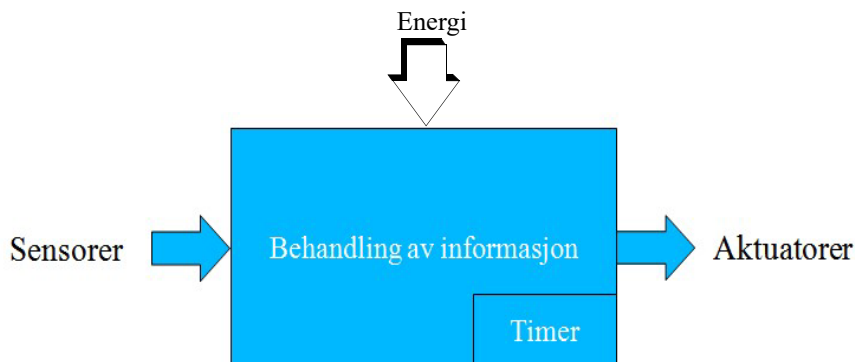 Energi
Sensorer
Behandling av informasjon
Aktuatorer
Timer